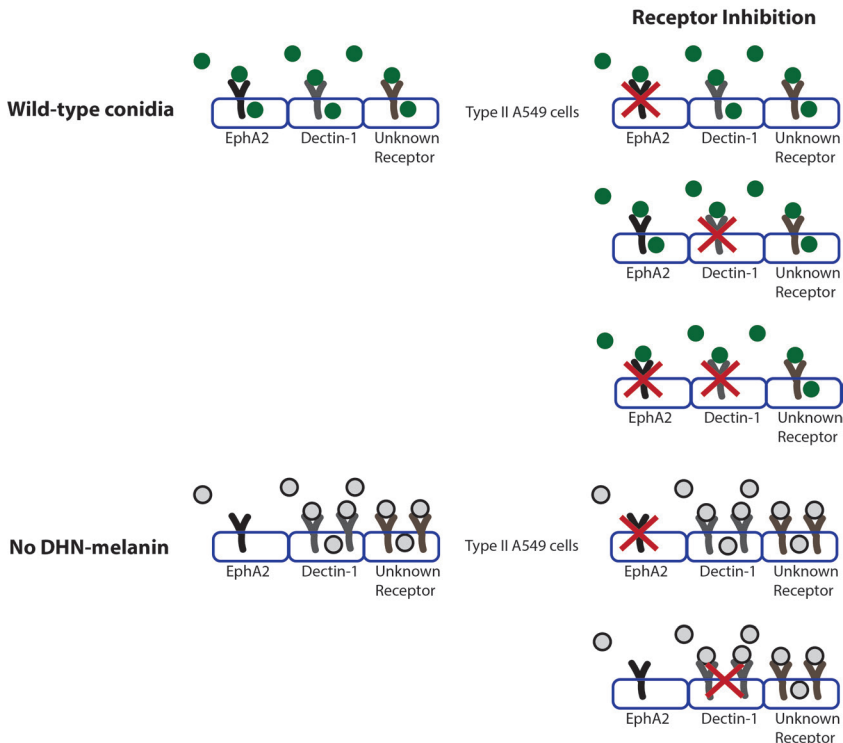 Receptor Inhibition
Wild-type conidia
EphA2 Dectin-1 Unknown
Receptor
Type II A549 cells
EphA2 Dectin-1 Unknown
Receptor
EphA2 Dectin-1 Unknown
Receptor
EphA2 Dectin-1 Unknown
Receptor
No DHN-melanin
EphA2 Dectin-1 Unknown
Receptor
Type II A549 cells
EphA2 Dectin-1 Unknown
Receptor
EphA2 Dectin-1 Unknown
Receptor